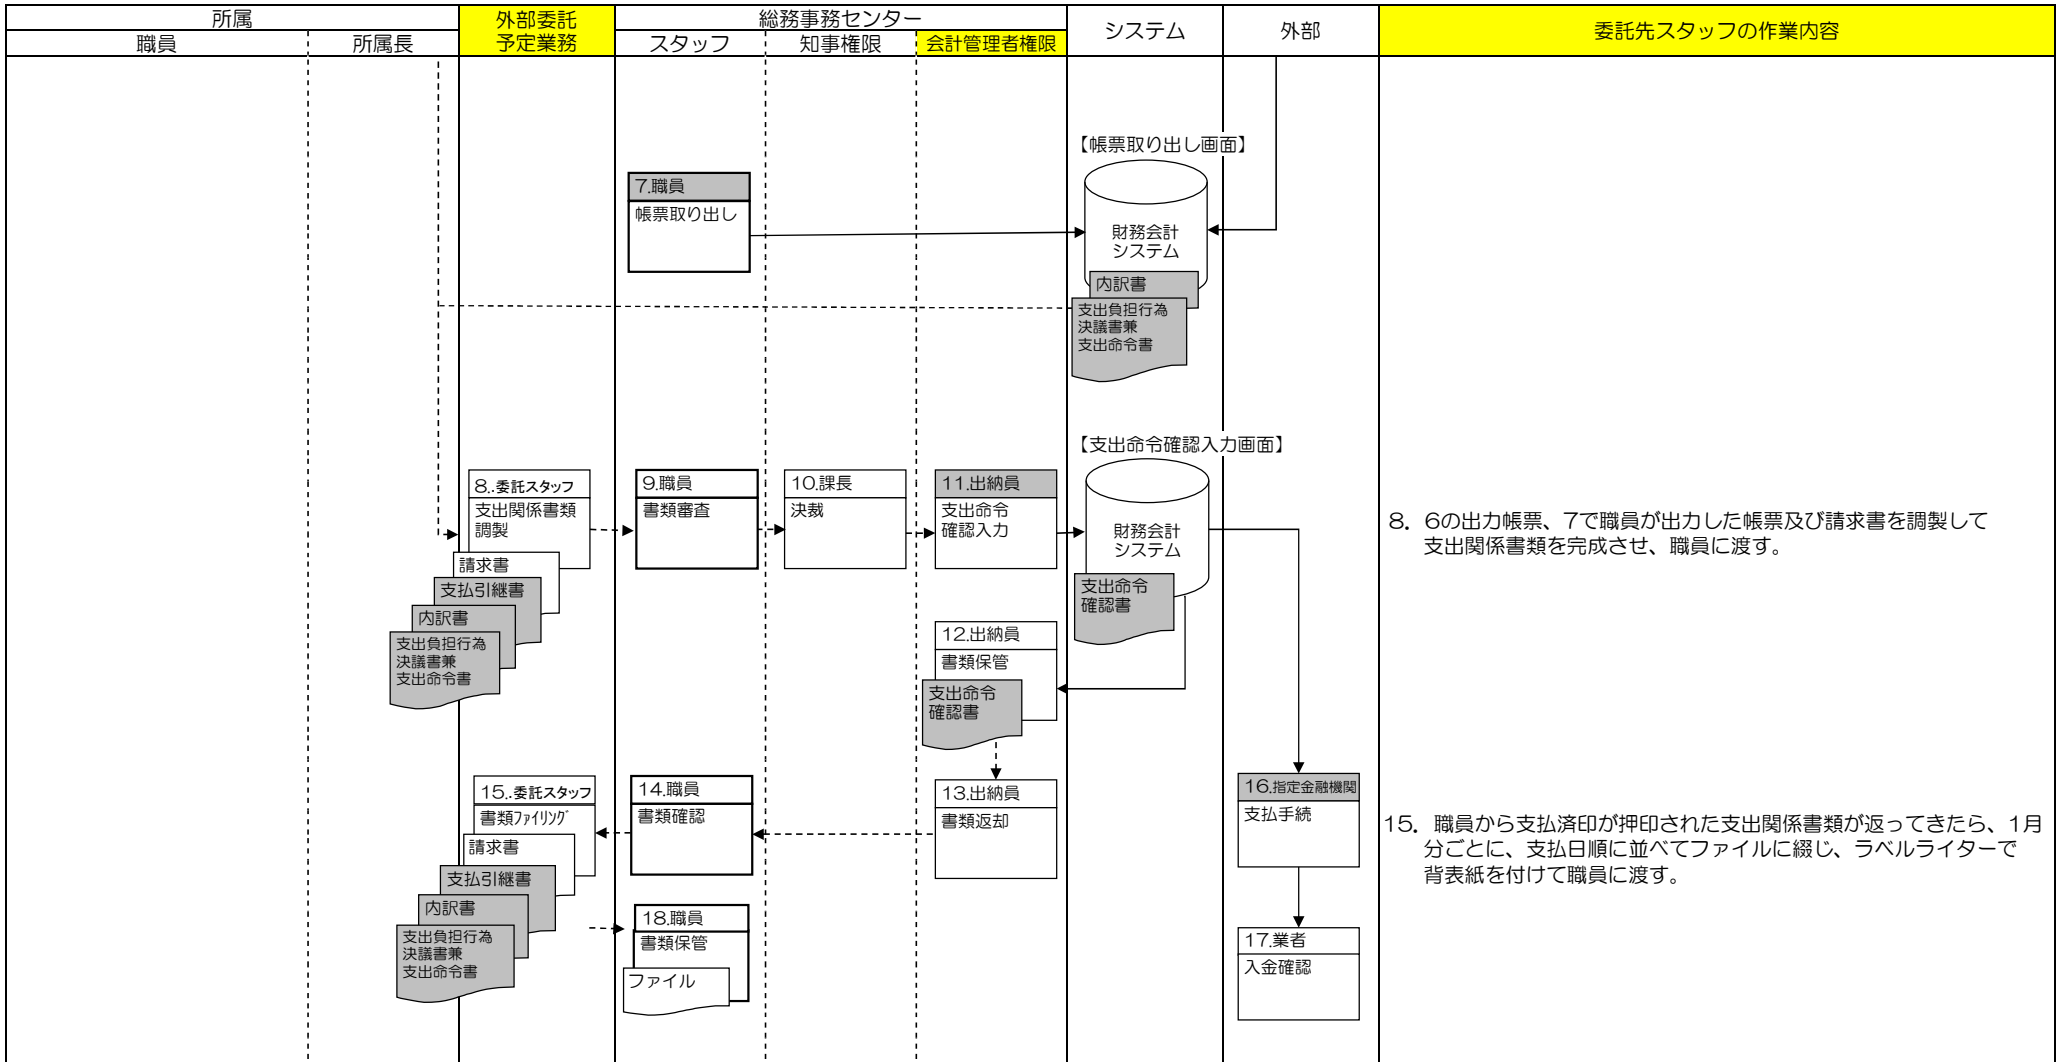 所属
外部委託
予定業務
総務事務センター
システム
外部
委託先スタッフの作業内容
職員
所属長
スタッフ
知事権限
会計管理者権限
【帳票取り出し画面】
7.職員
帳票取り出し
財務会計
システム
内訳書
支出負担行為
決議書兼
支出命令書
【支出命令確認入力画面】
8..委託スタッフ
支出関係書類
調製
請求書
支払引継書
内訳書
支出負担行為
決議書兼
支出命令書
9.職員
書類審査
10.課長
決裁
11.出納員
支出命令
確認入力
財務会計
システム
支出命令
確認書
8．6の出力帳票、7で職員が出力した帳票及び請求書を調製して
支出関係書類を完成させ、職員に渡す。
12.出納員
書類保管
支出命令
確認書
15..委託スタッフ
書類ﾌｧｲﾘﾝｸﾞ
請求書
支払引継書
内訳書
支出負担行為
決議書兼
支出命令書
14.職員
書類確認
13.出納員
書類返却
16.指定金融機関
支払手続
15．職員から支払済印が押印された支出関係書類が返ってきたら、1月
分ごとに、支払日順に並べてファイルに綴じ、ラベルライターで
背表紙を付けて職員に渡す。
18.職員
書類保管
ファイル
17.業者
入金確認